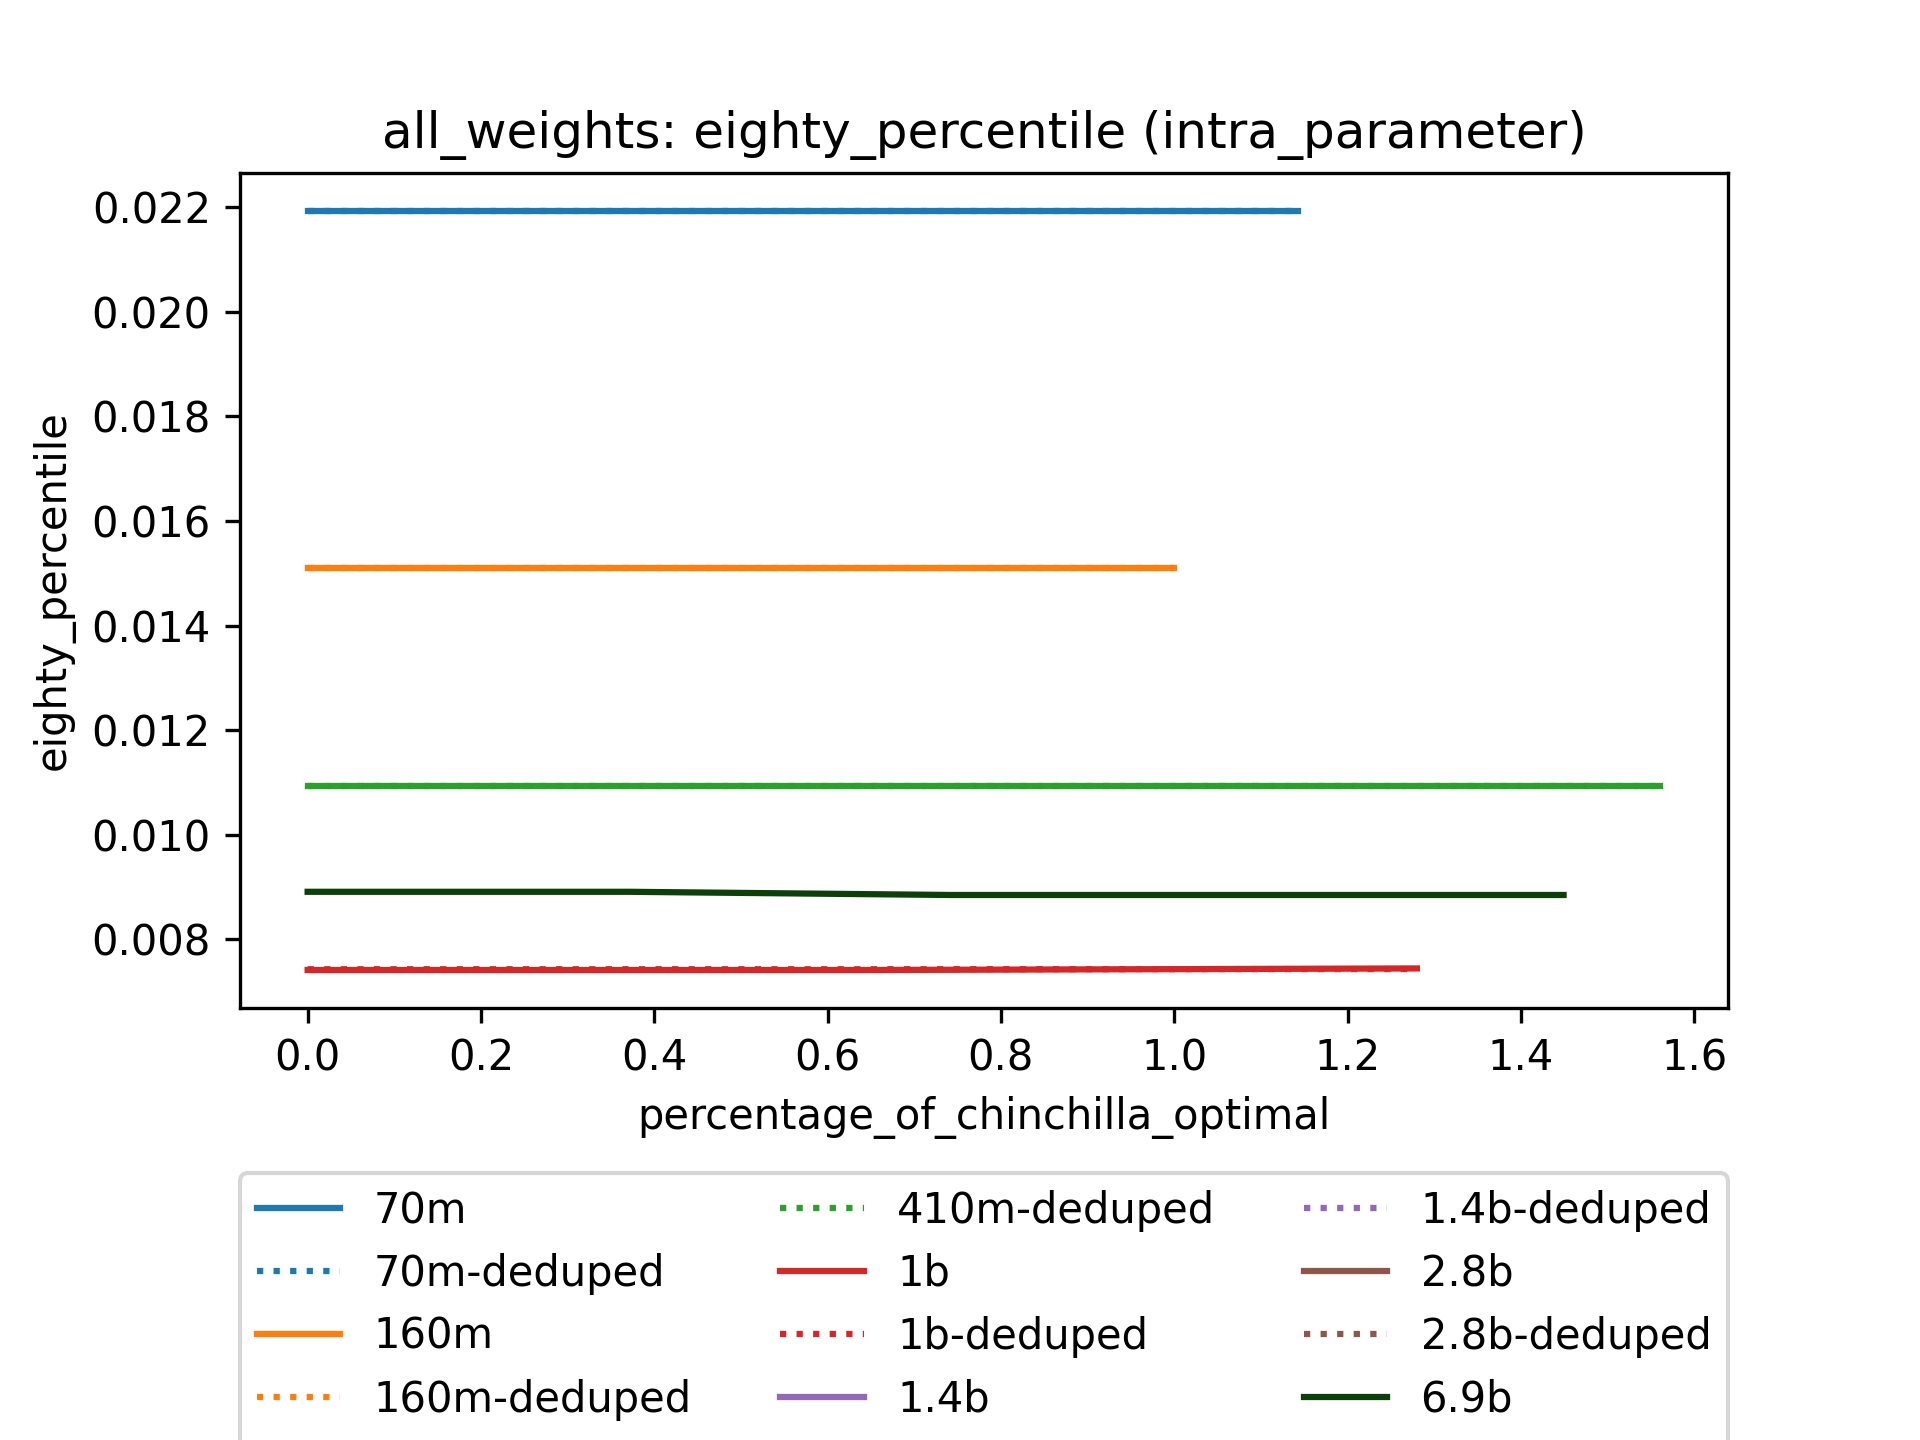 all_weights: eighty_percentile (intra_parameter)
eighty_percentile
0.022
0.020
0.018
0.016
0.014
0.012
0.010
0.008
0.0 0.2 0.4 0.6 0.8 1.0 1.2 1.4 1.6
percentage_of_chinchilla_optimal
70m
70m-deduped
160m
160m-deduped
410m-deduped
1b
1b-deduped
1.4b
1.4b-deduped
2.8b
2.8b-deduped
6.9b